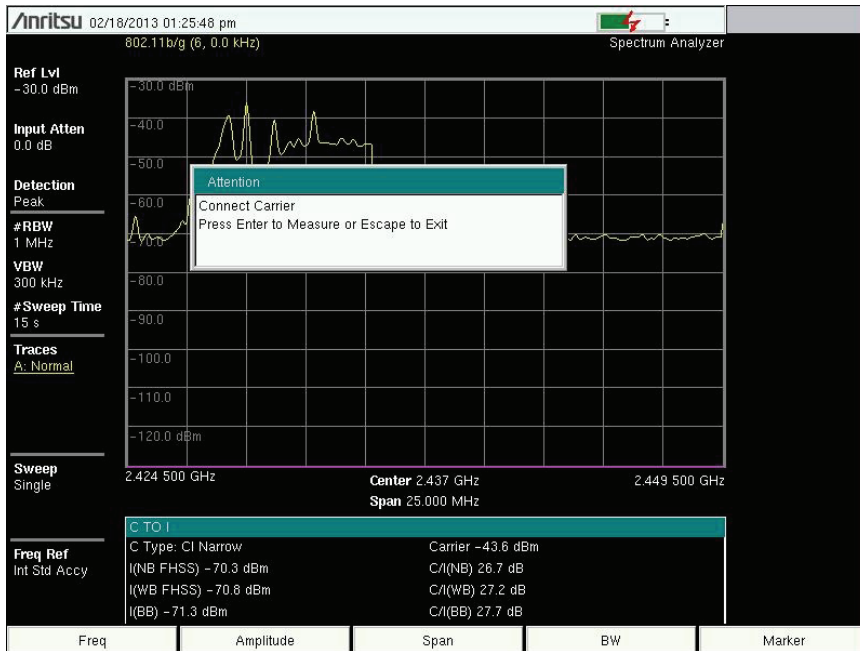 Anritsu 02/18/2013 01:25:48 pm
802.11b/g (6, 0.0 kHz)
Spectrum Analyzer
Ref Lvl
-30.0 dBm
Input Atten
0.0 dB
Detection
Peak
#RBW
1 MHz
VBW
300 kHz
#Sweep Time
15 s
Traces
A: Normal
Sweep
Single
Freq Ref
Int Std Accy
-30.0 dBm
-40.0
-50.0
-60.0
-70.0
-80.0
-90.0
-100.0
-110.0
-120.0 dBm
Attention
Connect Carrier
Press Enter to Measure or Escape to Exit
2.424 500 GHz
Center 2.437 GHz
2.449 500 GHz
Span 25.000 MHz
C TO I
C Type: CI Narrow
Carrier -43.6 dBm
I(NB FHSS) -70.3 dBm
C/I(NB) 26.7 dB
I(WB FHSS) -70.8 dBm
C/I(WB) 27.2 dB
I(BB) -71.3 dBm
C/I(BB) 27.7 dB
Freq
Amplitude
Span
BW
Marker